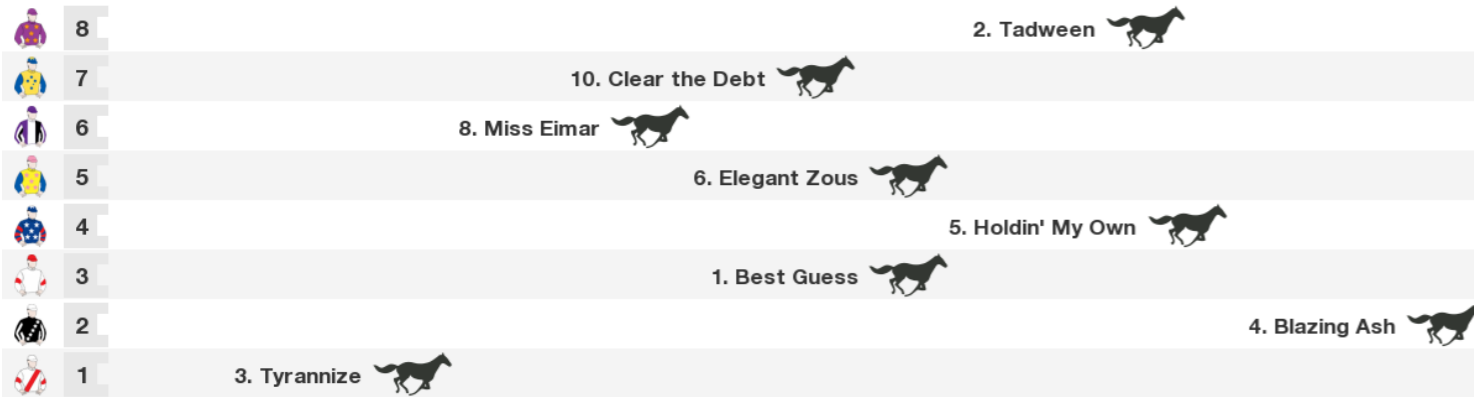 8 2. Tadween
7 10. Clear the Debt
6 8. Miss Eimar
5 6. Elegant Zous
4 5. Holdin' My Own
3 1. Best Guess
2 4. Blazing Ash
1 3. Tyrannize